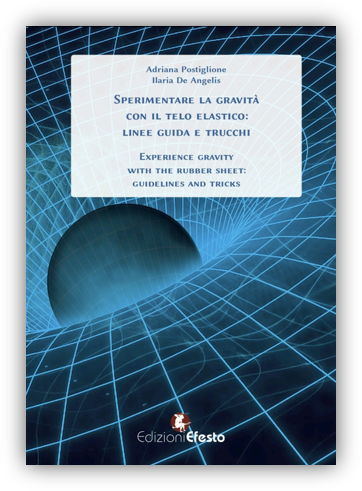 Adriana Postiglione
Ilaria De Angelis
Sperimentare la gravità
con il telo elastico:
linee guida e trucchi
Experience gravity
with the rubber sheet:
guidelines and tricks
EdizioniEfesto